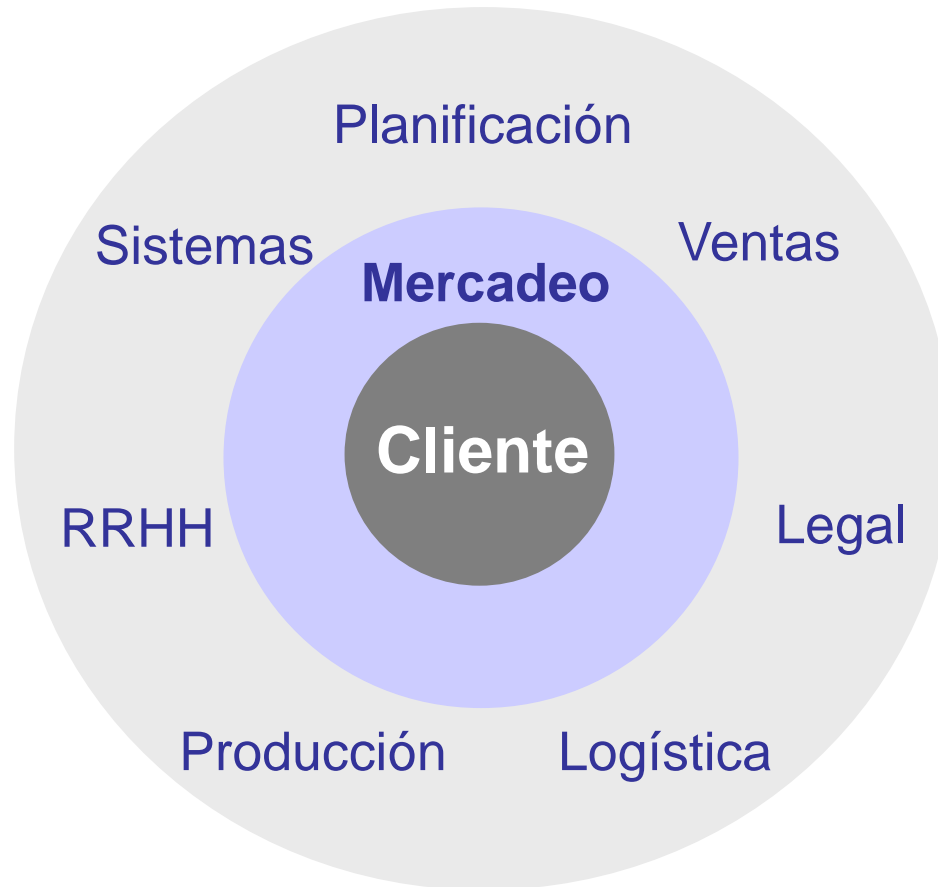 Planificación
Sistemas
Ventas
Mercadeo
Cliente
RRHH
Legal
Producción
Logística